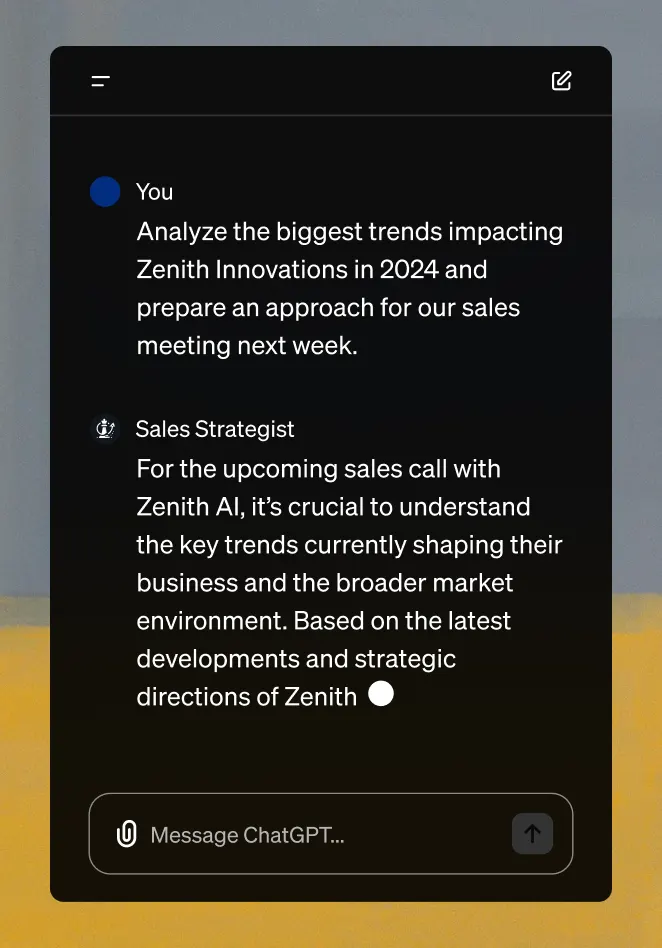 You
Analyze the biggest trends impacting
Zenith Innovations in 2024 and
prepare an approach for our sales
meeting next week.
Sales Strategist
For the upcoming sales call with
Zenith AI, it’s crucial to understand
the key trends currently shaping their
business and the broader market
environment. Based on the latest
developments and strategic
directions of Zenith
Message ChatGPT...